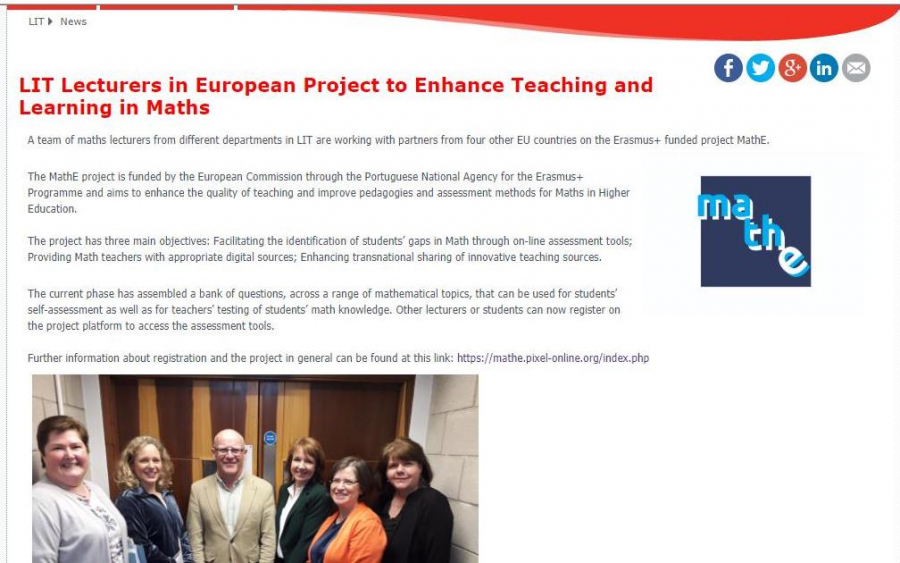 LIT News
LIT Lecturers in European Project to Enhance Teaching and
Learning in Maths
A team of maths lecturers from different departments in LIT are working with partners from four other EU countries on the Erasmus+ funded project MathE.
The MathE project is funded by the European Commission through the Portuguese National Agency for the Erasmus+
Programme and aims to enhance the quality of teaching and improve pedagogies and assessment methods for Maths in Higher
Education.
ma
th
e
The project has three main objectives: Facilitating the identification of students’ gaps in Math through on-line assessment tools;
Providing Math teachers with appropriate digital sources; Enhancing transnational sharing of innovative teaching sources.
The current phase has assembled a bank of questions, across a range of mathematical topics, that can be used for students’
self-assessment as well as for teachers’ testing of students’ math knowledge. Other lecturers or students can now register on
the project platform to access the assessment tools.
Further information about registration and the project in general can be found at this link: https://mathe.pixel-online.org/index.php